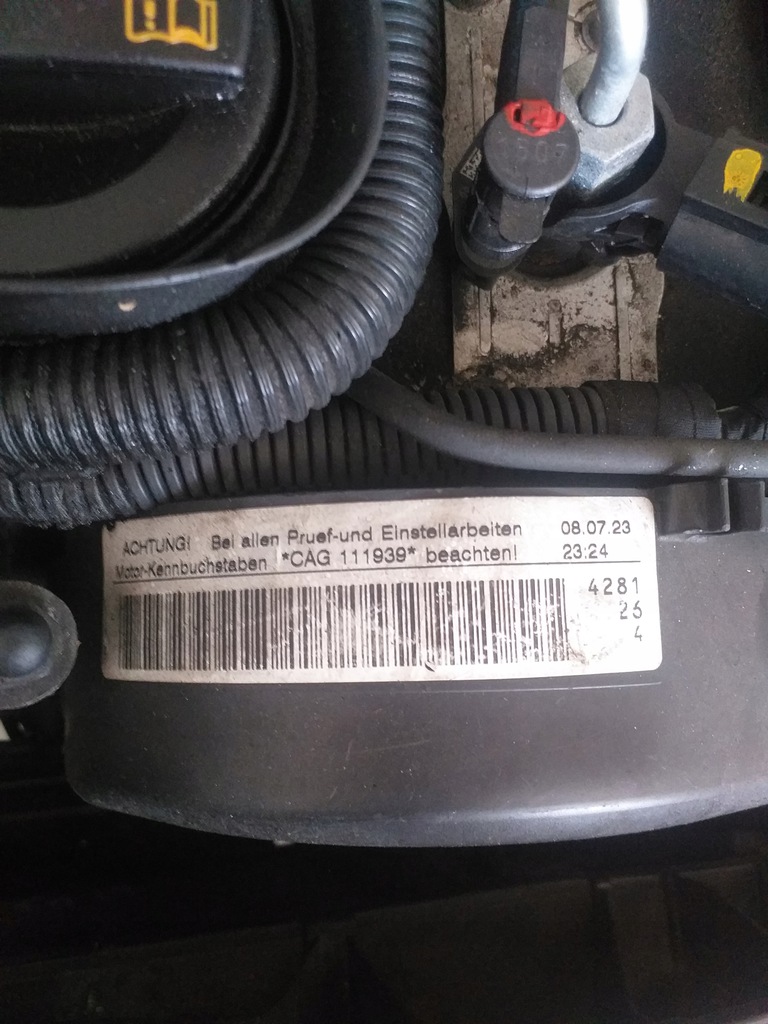 ACHTUNG! Bei allen Pruef-und Einstellarbeiten 08.07.23
Motor-Kennbuchstaben *CAG 111939* beachten! 23:24
4281
26
4